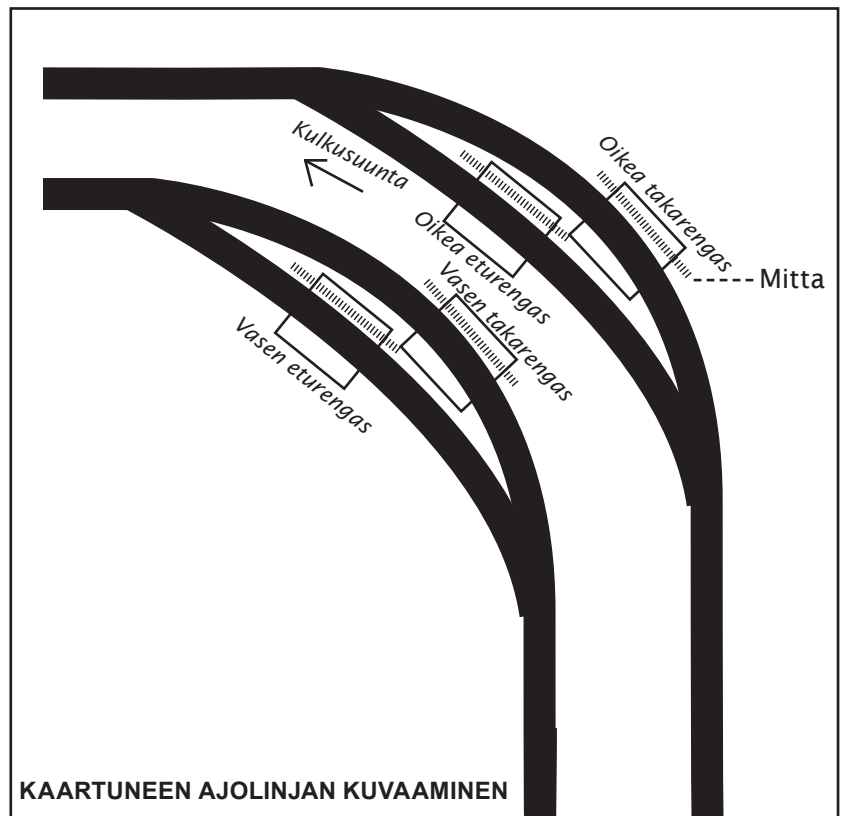 Kulkusuunta
Oikea takarengas
Mitta
Oikea eturengas
Vasen takarengas
Vasen eturengas
KAARTUNEEN AJOLINJAN KUVAAMINEN